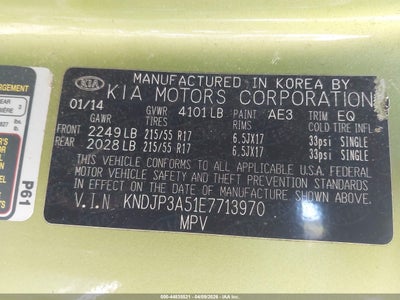 MANUFACTURED IN KOREA BY
KIA KIA MOTORS CORPORATION
01/14 GVWR 4101LB PAINT AE3 TRIM EQ
GAWR TIRES RIMS COLD TIRE INFL
FRONT 2249LB 215/55 R17 6.5JX17 33psi SINGLE
REAR 2028LB 215/55 R17 6.5JX17 33psi SINGLE
THIS VEHICLE CONFORMS TO ALL APPLICABLE U.S.A. FEDERAL
MOTOR VEHICLE SAFETY, BUMPER, AND
THEFT PREVENTION STANDARDS IN EFFECT ON
THE DATE OF MANUFACTURE SHOWN ABOVE.
V.I.N. KNDJP3A51E7713970
MPV
P61